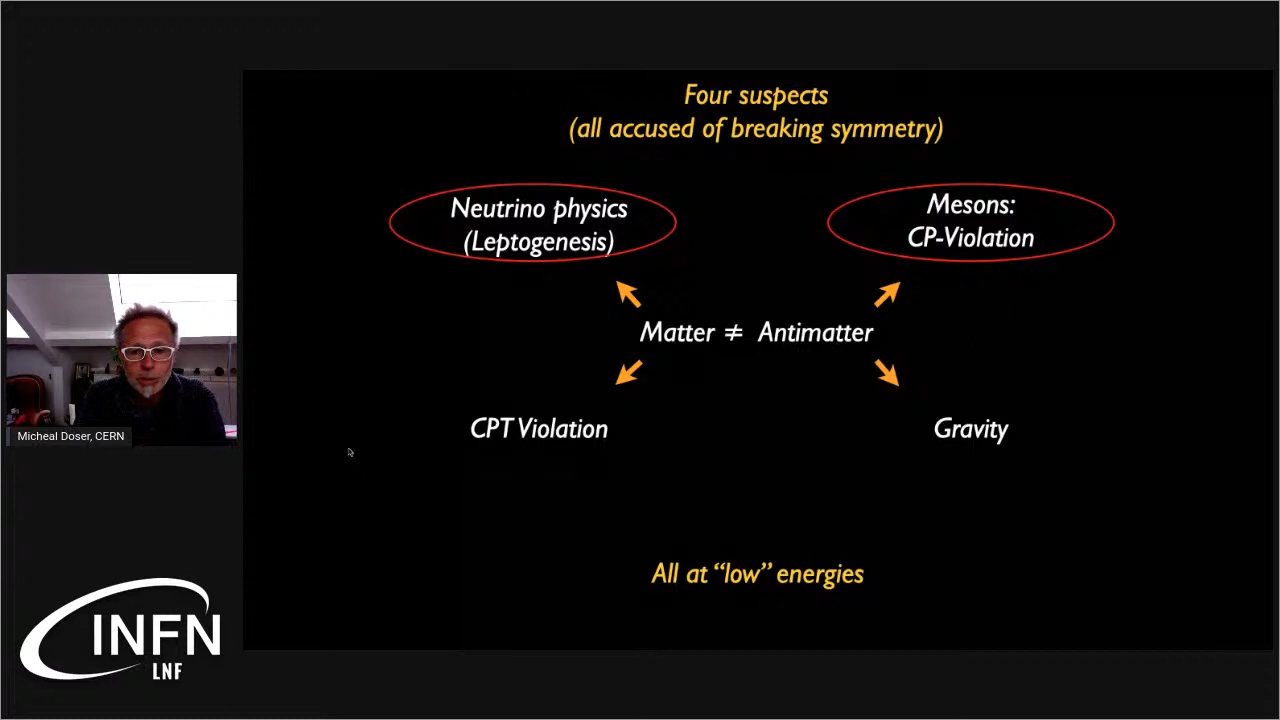 Four suspects
(all accused of breaking symmetry)
Neutrino physics
(Leptogenesis)
Mesons:
CP-Violation
Matter ≠ Antimatter
CPT Violation
Gravity
All at “low” energies
Micheal Doser, CERN
INFN
LNF